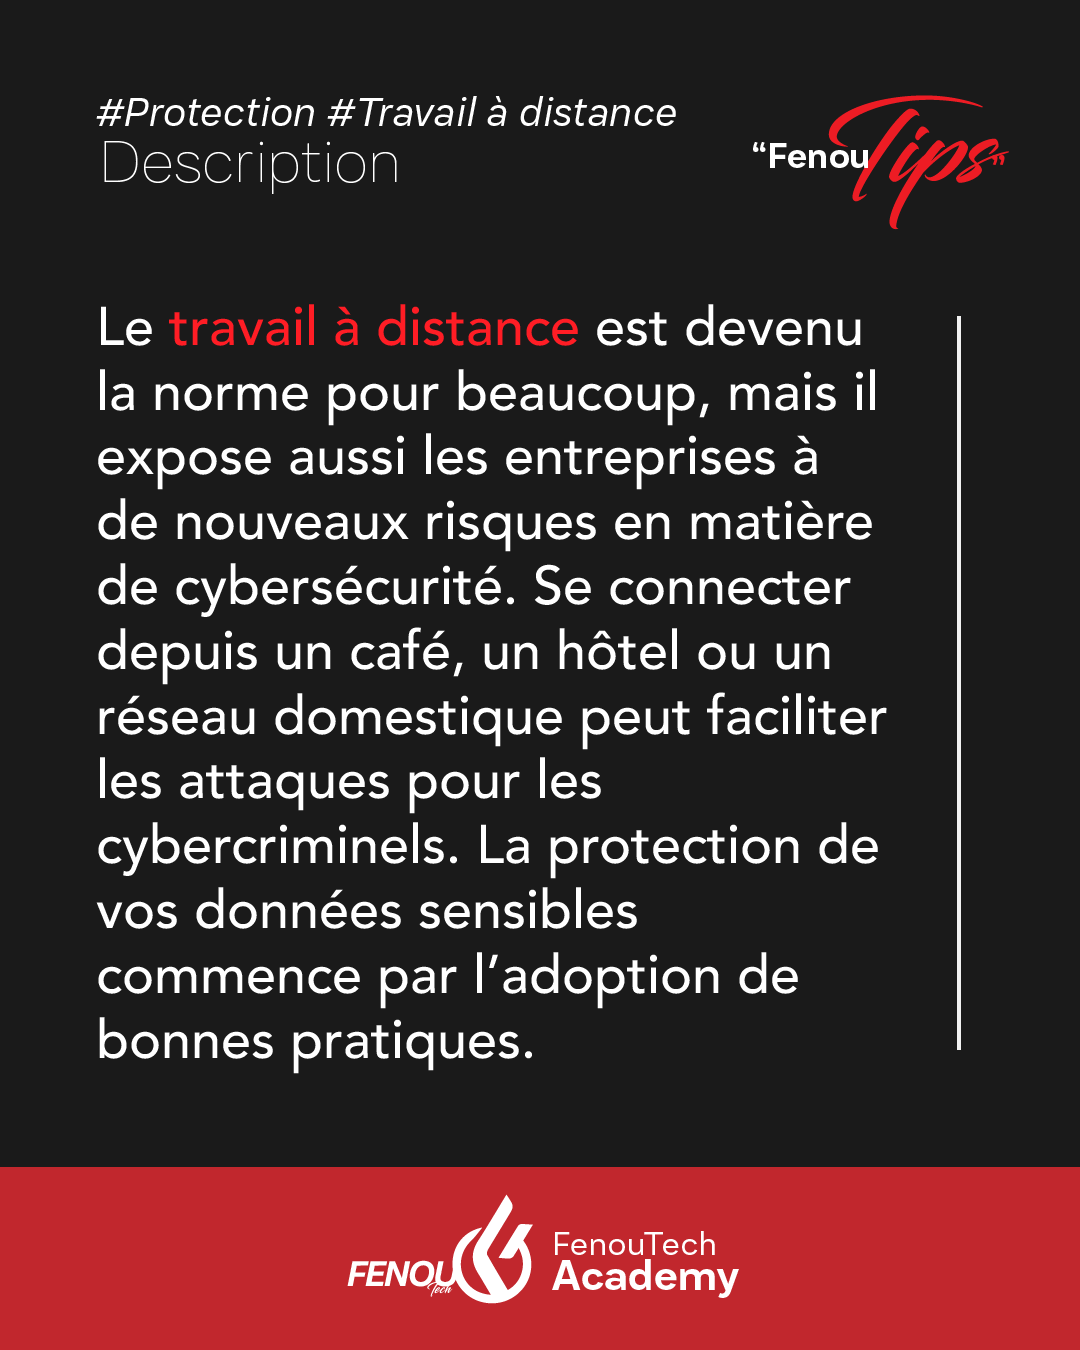 #Protection #Travail à distance
Description
“Fenou Tips”
Le travail à distance est devenu
la norme pour beaucoup, mais il
expose aussi les entreprises à
de nouveaux risques en matière
de cybersécurité. Se connecter
depuis un café, un hôtel ou un
réseau domestique peut faciliter
les attaques pour les
cybercriminels. La protection de
vos données sensibles
commence par l’adoption de
bonnes pratiques.
FENOU
Tech
FenouTech
Academy